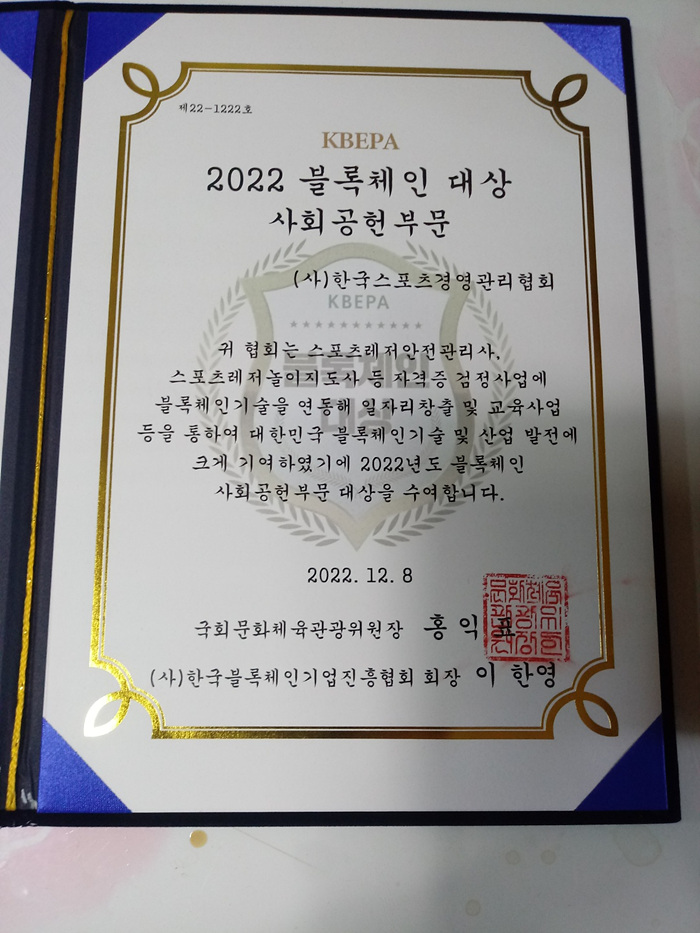 제22-1222호
KBEPA
2022 블록체인 대상
사회공헌부문
(사)한국스포츠경영관리협회
KBEPA
블록체인
대상
귀 협회는 스포츠레저안전관리사,
스포츠레저놀이지도사 등 자격증 검정사업에
블록체인기술을 연동해 일자리창출 및 교육사업
등을 통하여 대한민국 블록체인기술 및 산업 발전에
크게 기여하였기에 2022년도 블록체인
사회공헌부문 대상을 수여합니다.
2022. 12. 8
국회문화체육관광위원장 홍 익 표
(사)한국블록체인기업진흥협회 회장 이 한영